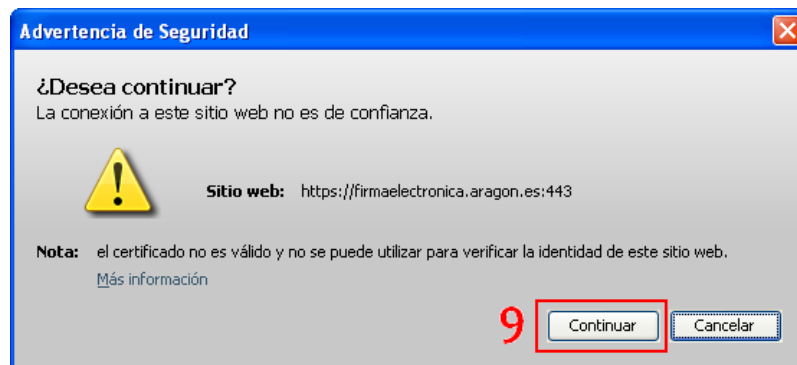 Advertencia de Seguridad
¿Desea continuar?
La conexión a este sitio web no es de confianza.
Sitio web: https://firmaelectronica.aragon.es:443
Nota: el certificado no es válido y no se puede utilizar para verificar la identidad de este sitio web.
Más información
9 Continuar Cancelar